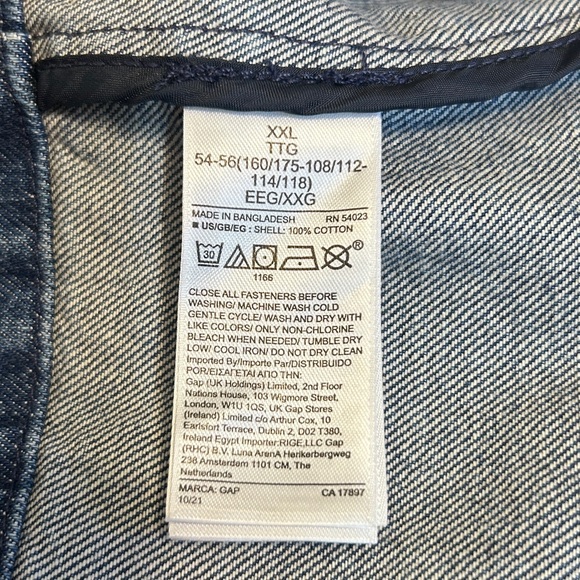 XXL
TTG
54-56(160/175-108/112-
114/118)
EEG/XXG
MADE IN BANGLADESH RN 54023
■ US/GB/EG : SHELL: 100% COTTON
30 ®
1166
CLOSE ALL FASTENERS BEFORE
WASHING/ MACHINE WASH COLD
GENTLE CYCLE/ WASH AND DRY WITH
LIKE COLORS/ ONLY NON-CHLORINE
BLEACH WHEN NEEDED/ TUMBLE DRY
LOW/ COOL IRON/ DO NOT DRY CLEAN
Imported By/Importe Par/DISTRIBUIDO
POR/ΕΙΣΑΓΕΤΑΙ ΑΠΟ ΤΗΝ:
Gap (UK Holdings) Limited, 2nd Floor
Nations House, 103 Wigmore Street,
London, W1U 1QS, UK Gap Stores
(Ireland) Limited c/o Arthur Cox, 10
Earlsfort Terrace, Dublin 2, D02 T380,
Ireland Egypt Importer:RIGE,LLC Gap
(RHC) B.V. Luna ArenA Herikerbergweg
238 Amsterdam 1101 CM, The
Netherlands
MARCA: GAP CA 17897
10/21